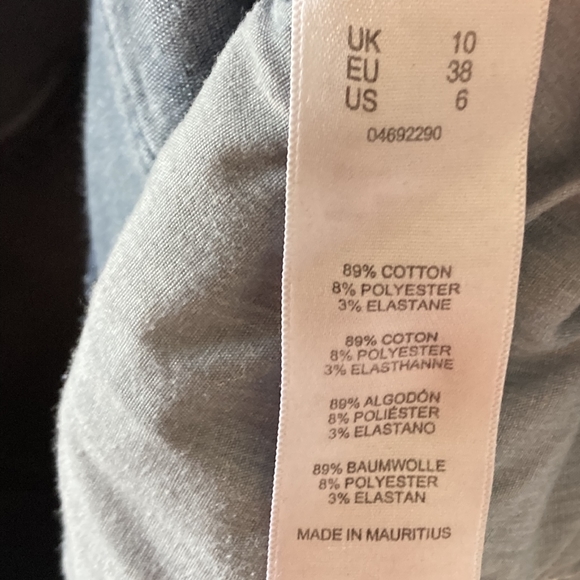 UK 10
EU 38
US 6
04692290
89% COTTON
8% POLYESTER
3% ELASTANE
89% COTON
8% POLYESTER
3% ELASTHANNE
89% ALGODÓN
8% POLIÉSTER
3% ELASTANO
89% BAUMWOLLE
8% POLYESTER
3% ELASTAN
MADE IN MAURITIUS